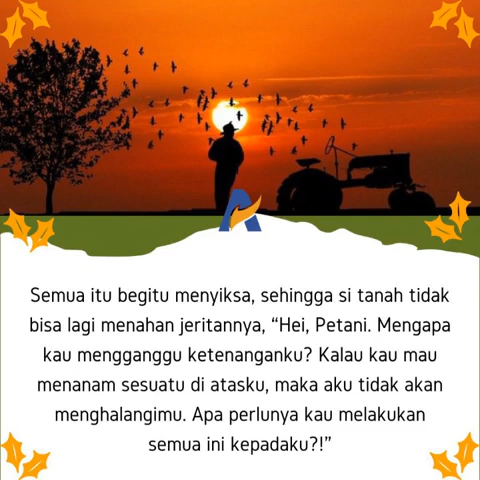 Semua itu begitu menyiksa, sehingga si tanah tidak
bisa lagi menahan jeritannya, “Hei, Petani. Mengapa
kau mengganggu ketenanganku? Kalau kau mau
menanam sesuatu di atasku, maka aku tidak akan
menghalangimu. Apa perlunya kau melakukan
semua ini kepadaku?!”